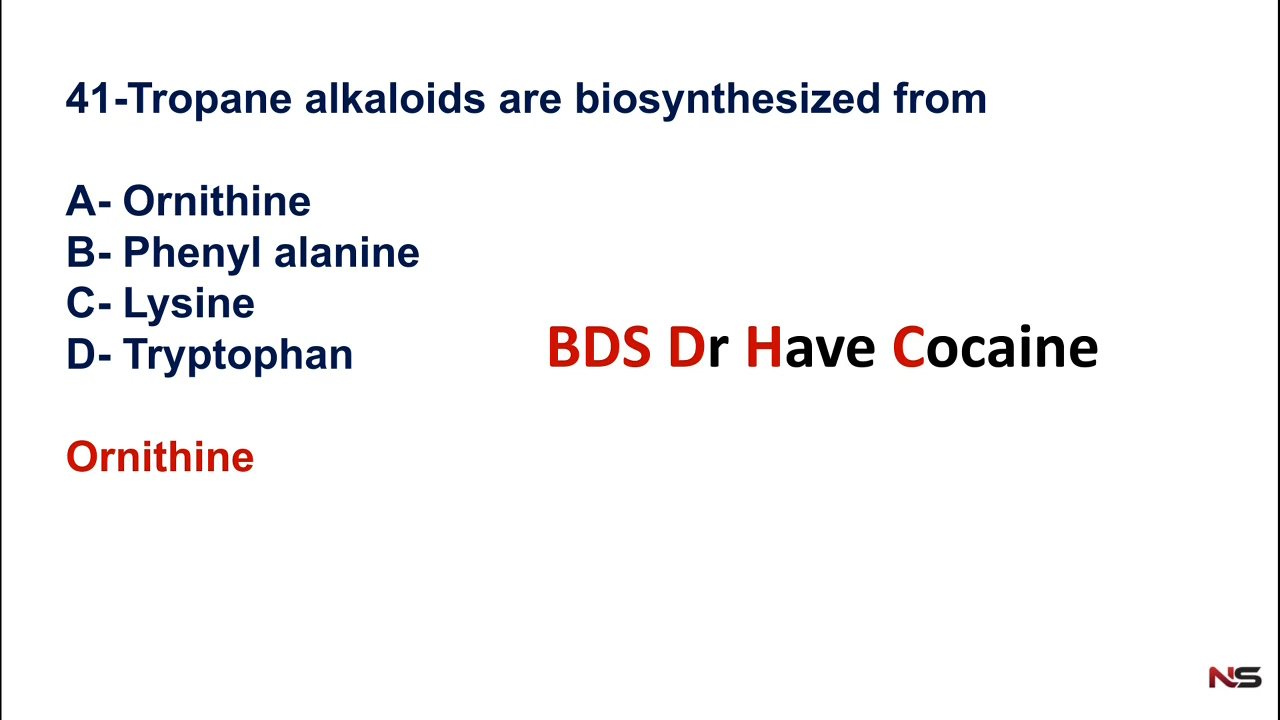 41-Tropane alkaloids are biosynthesized from
A- Ornithine
B- Phenyl alanine
C- Lysine
D- Tryptophan
BDS Dr Have Cocaine
Ornithine
NS